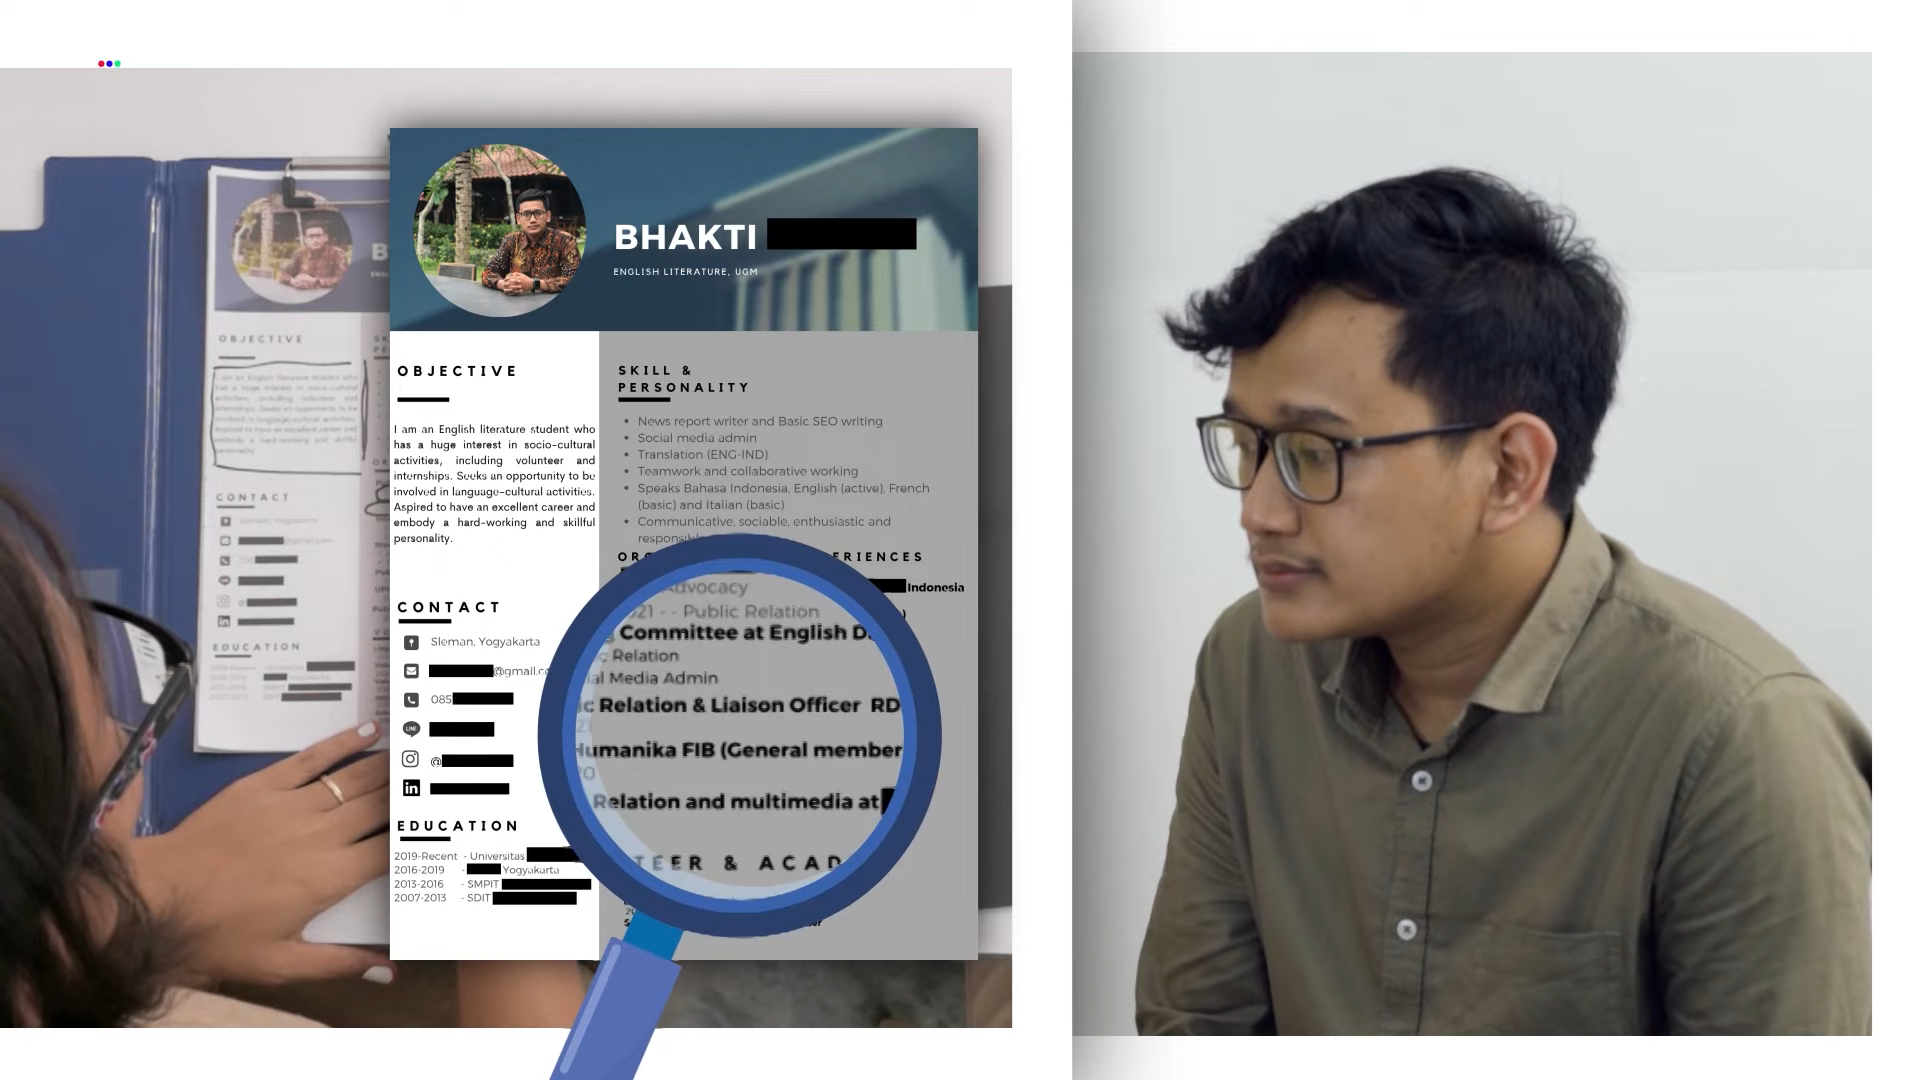 BHAKTI
ENGLISH LITERATURE, UGM
OBJECTIVE
I am an English literature student who
has a huge interest in socio-cultural
activities, including volunteer and
internships. Seeks an opportunity to be
involved in language-cultural activities.
Aspired to have an excellent career and
embody a hard-working and skillful
personality.
CONTACT
Sleman, Yogyakarta
@gmail.co
085
@
EDUCATION
2019-Recent - Universitas
2016-2019 - Yogyakarta
2013-2016 - SMPIT
2007-2013 - SDIT
SKILL &
PERSONALITY
• News report writer and Basic SEO writing
• Social media admin
• Translation (ENG-IND)
• Teamwork and collaborative working
• Speaks Bahasa Indonesia, English (active), French
(basic) and Italian (basic)
• Communicative, sociable, enthusiastic and
Indonesia
Advocacy
21 - - Public Relation
Committee at English
Relation
Media Admin
Relation & Liaison Officer RD
Humanika FIB (General member
Relation and multimedia at
TEER & ACAD
OBJECTIVE
CONTACT
EDUCATION